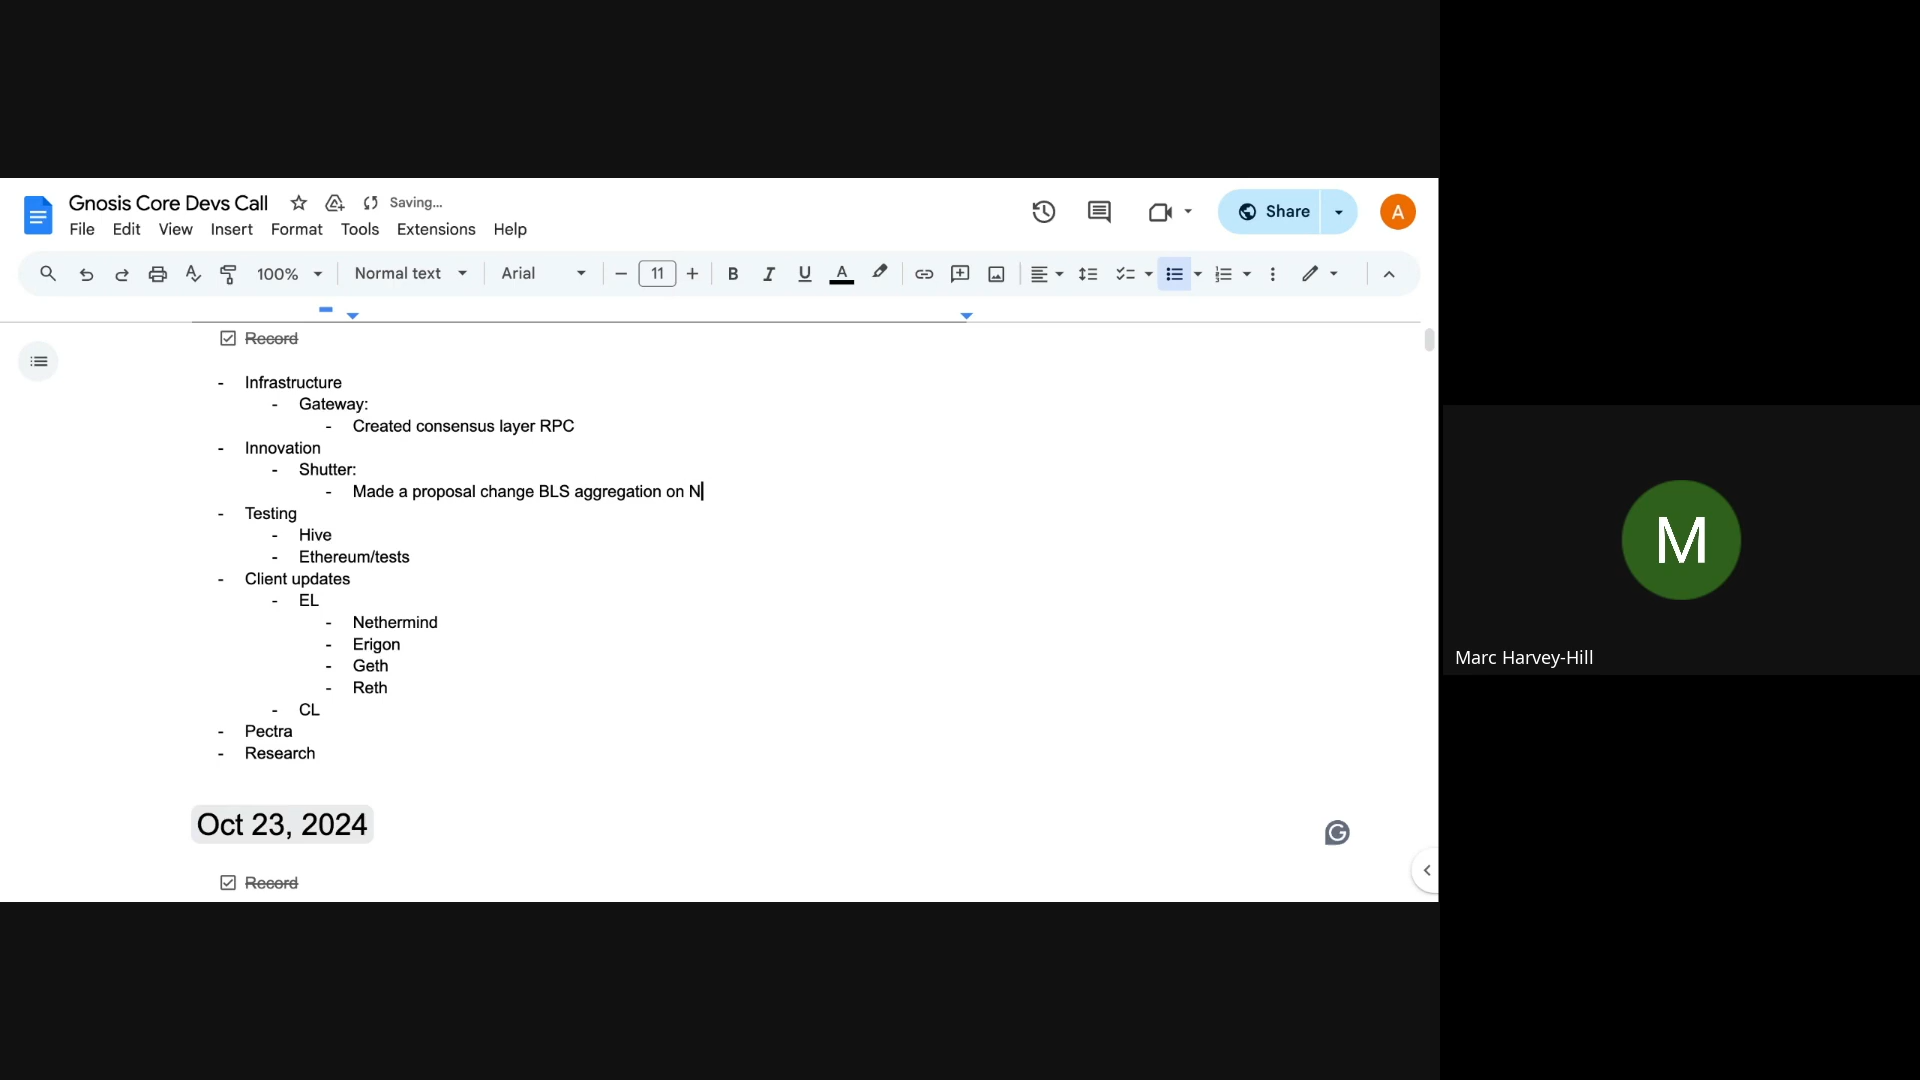 Gnosis Core Devs Call
Saving...
File Edit View Insert Format Tools Extensions Help
Share
A
100%
Normal text
Arial
11
B I U A
Record
- Infrastructure
- Gateway:
- Created consensus layer RPC
- Innovation
- Shutter:
- Made a proposal change BLS aggregation on N
- Testing
- Hive
- Ethereum/tests
- Client updates
- EL
- Nethermind
- Erigon
- Geth
- Reth
- CL
- Pectra
- Research
Oct 23, 2024
Record
M
Marc Harvey-Hill